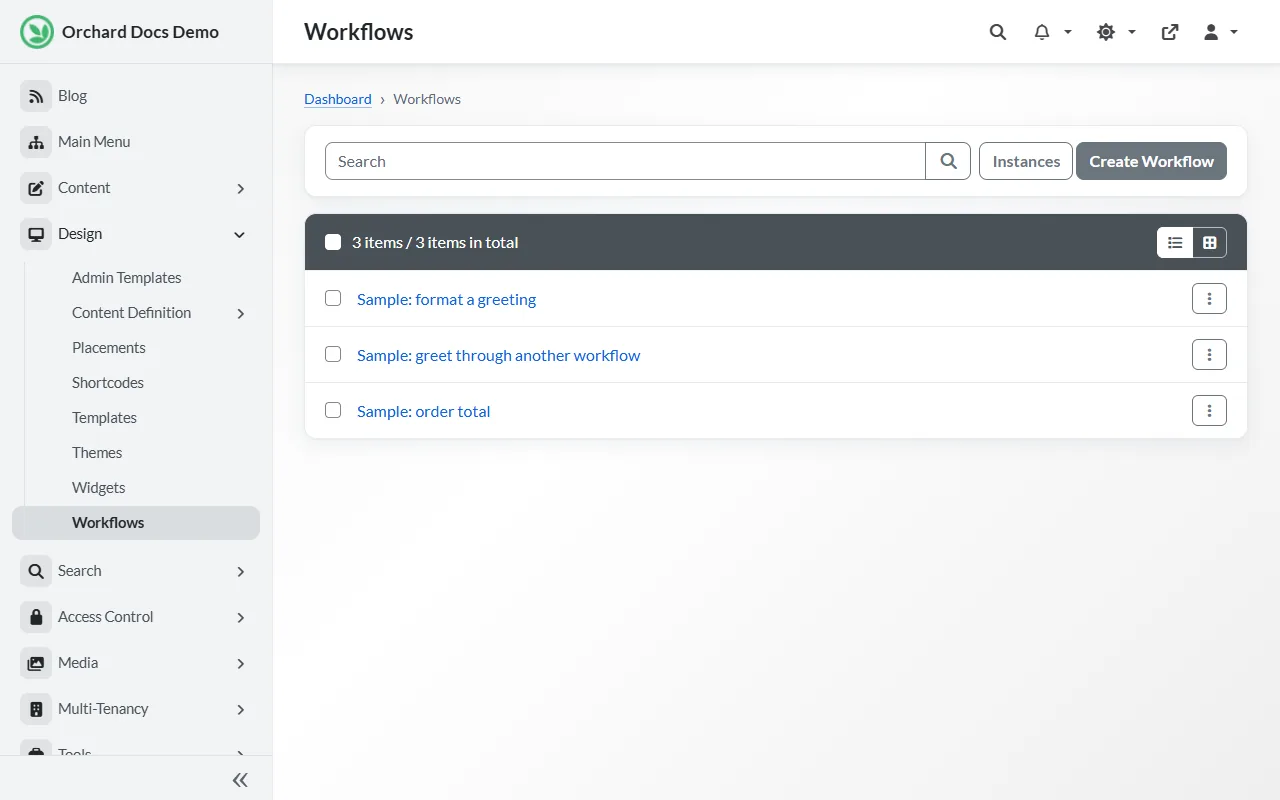 Orchard Docs Demo
Workflows
Blog
Main Menu
Content
Design
Admin Templates
Content Definition
Placements
Shortcodes
Templates
Themes
Widgets
Workflows
Search
Access Control
Media
Multi-Tenancy
Tools
Dashboard › Workflows
Search
Instances
Create Workflow
3 items / 3 items in total
Sample: format a greeting
Sample: greet through another workflow
Sample: order total